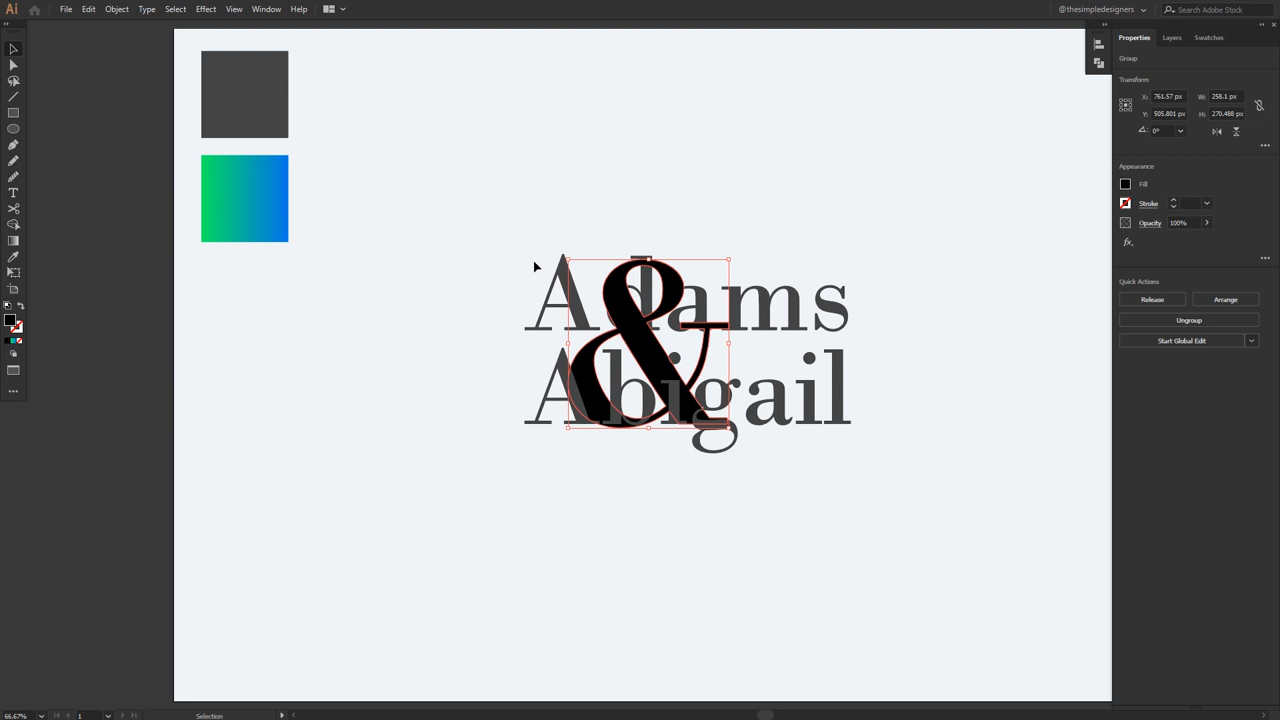 Ai File Edit Object Type Select Effect View Window Help @thesimpledesigners Search Adobe Stock
Properties Layers Swatches
Group
Transform
X: 761.57 px W: 258.1 px
Y: 505.801 px H: 270.488 px
0°
Appearance
Fill
Stroke
Opacity 100%
fx.
Quick Actions
Release Arrange
Ungroup
Start Global Edit
Adams
&
Abigail
66.67% 1 Selection